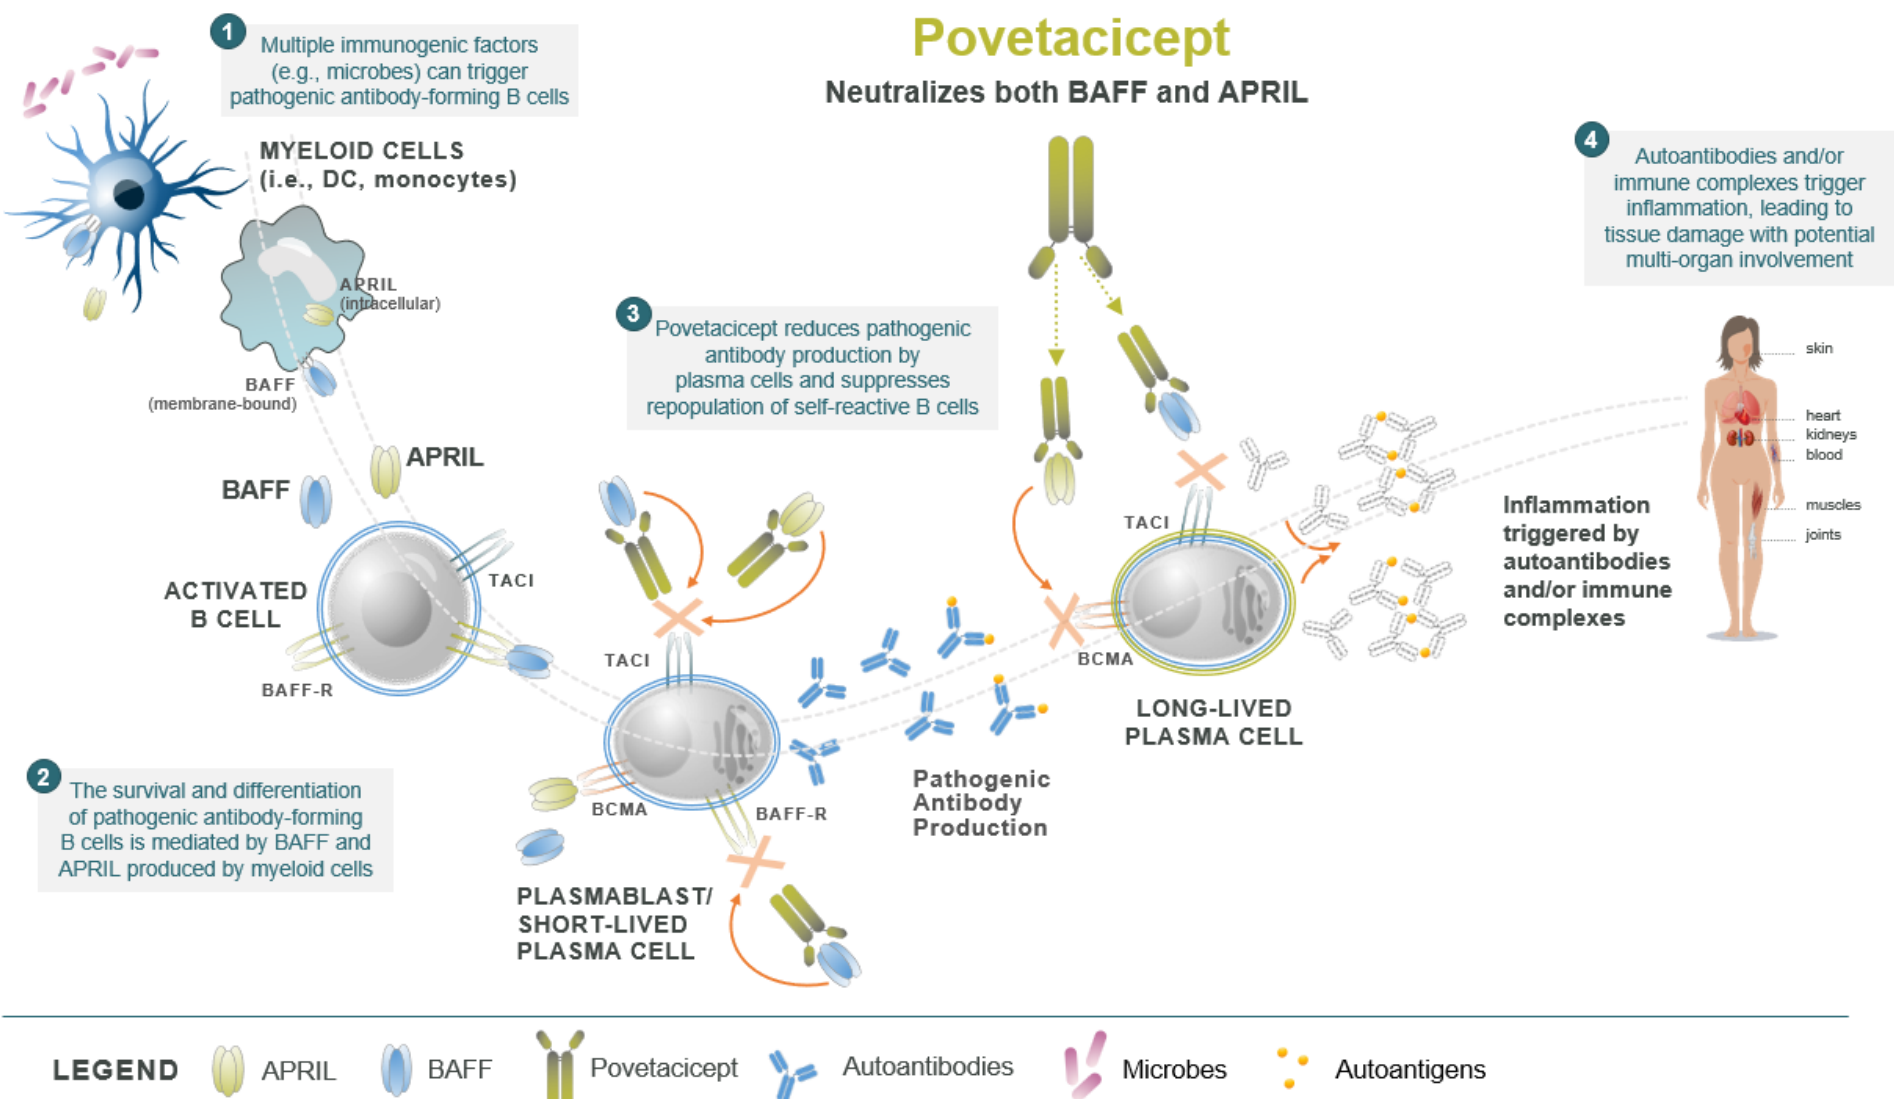 Povetacicept
Neutralizes both BAFF and APRIL
1
Multiple immunogenic factors
(e.g., microbes) can trigger
pathogenic antibody-forming B cells
MYELOID CELLS
(i.e., DC, monocytes)
APRIL
(intracellular)
BAFF
(membrane-bound)
APRIL
BAFF
ACTIVATED
B CELL
TACI
BAFF-R
2
The survival and differentiation
of pathogenic antibody-forming
B cells is mediated by BAFF and
APRIL produced by myeloid cells
3
Povetacicept reduces pathogenic
antibody production by
plasma cells and suppresses
repopulation of self-reactive B cells
TACI
BCMA
BAFF-R
PLASMABLAST/
SHORT-LIVED
PLASMA CELL
Pathogenic
Antibody
Production
TACI
BCMA
LONG-LIVED
PLASMA CELL
4
Autoantibodies and/or
immune complexes trigger
inflammation, leading to
tissue damage with potential
multi-organ involvement
Inflammation
triggered by
autoantibodies
and/or immune
complexes
skin
heart
kidneys
blood
muscles
joints
LEGEND
APRIL
BAFF
Povetacicept
Autoantibodies
Microbes
Autoantigens